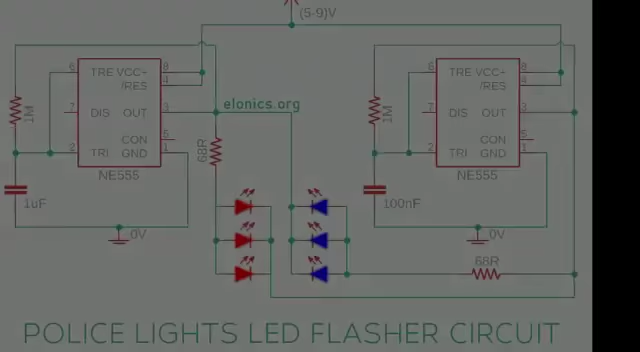 (5-9)V
6 TRE VCC+ 8
/RES 4
1M
7 DIS OUT 3
elonics.org
CON 5
2 TRI GND 1
NE555
68R
1uF
0V
6 TRE VCC+ 8
/RES 4
1M
7 DIS OUT 3
CON 5
2 TRI GND 1
NE555
100nF
0V
68R
POLICE LIGHTS LED FLASHER CIRCUIT